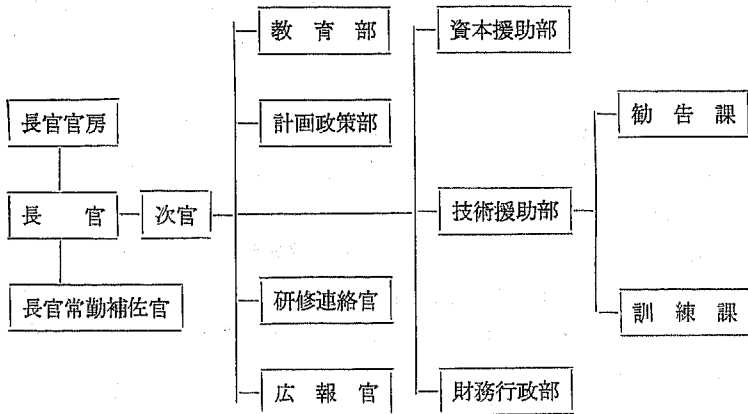 教育部
資本援助部
長官官房
計画政策部
勧告課
長官
次官
技術援助部
長官常勤補佐官
研修連絡官
訓練課
広報官
財務行政部